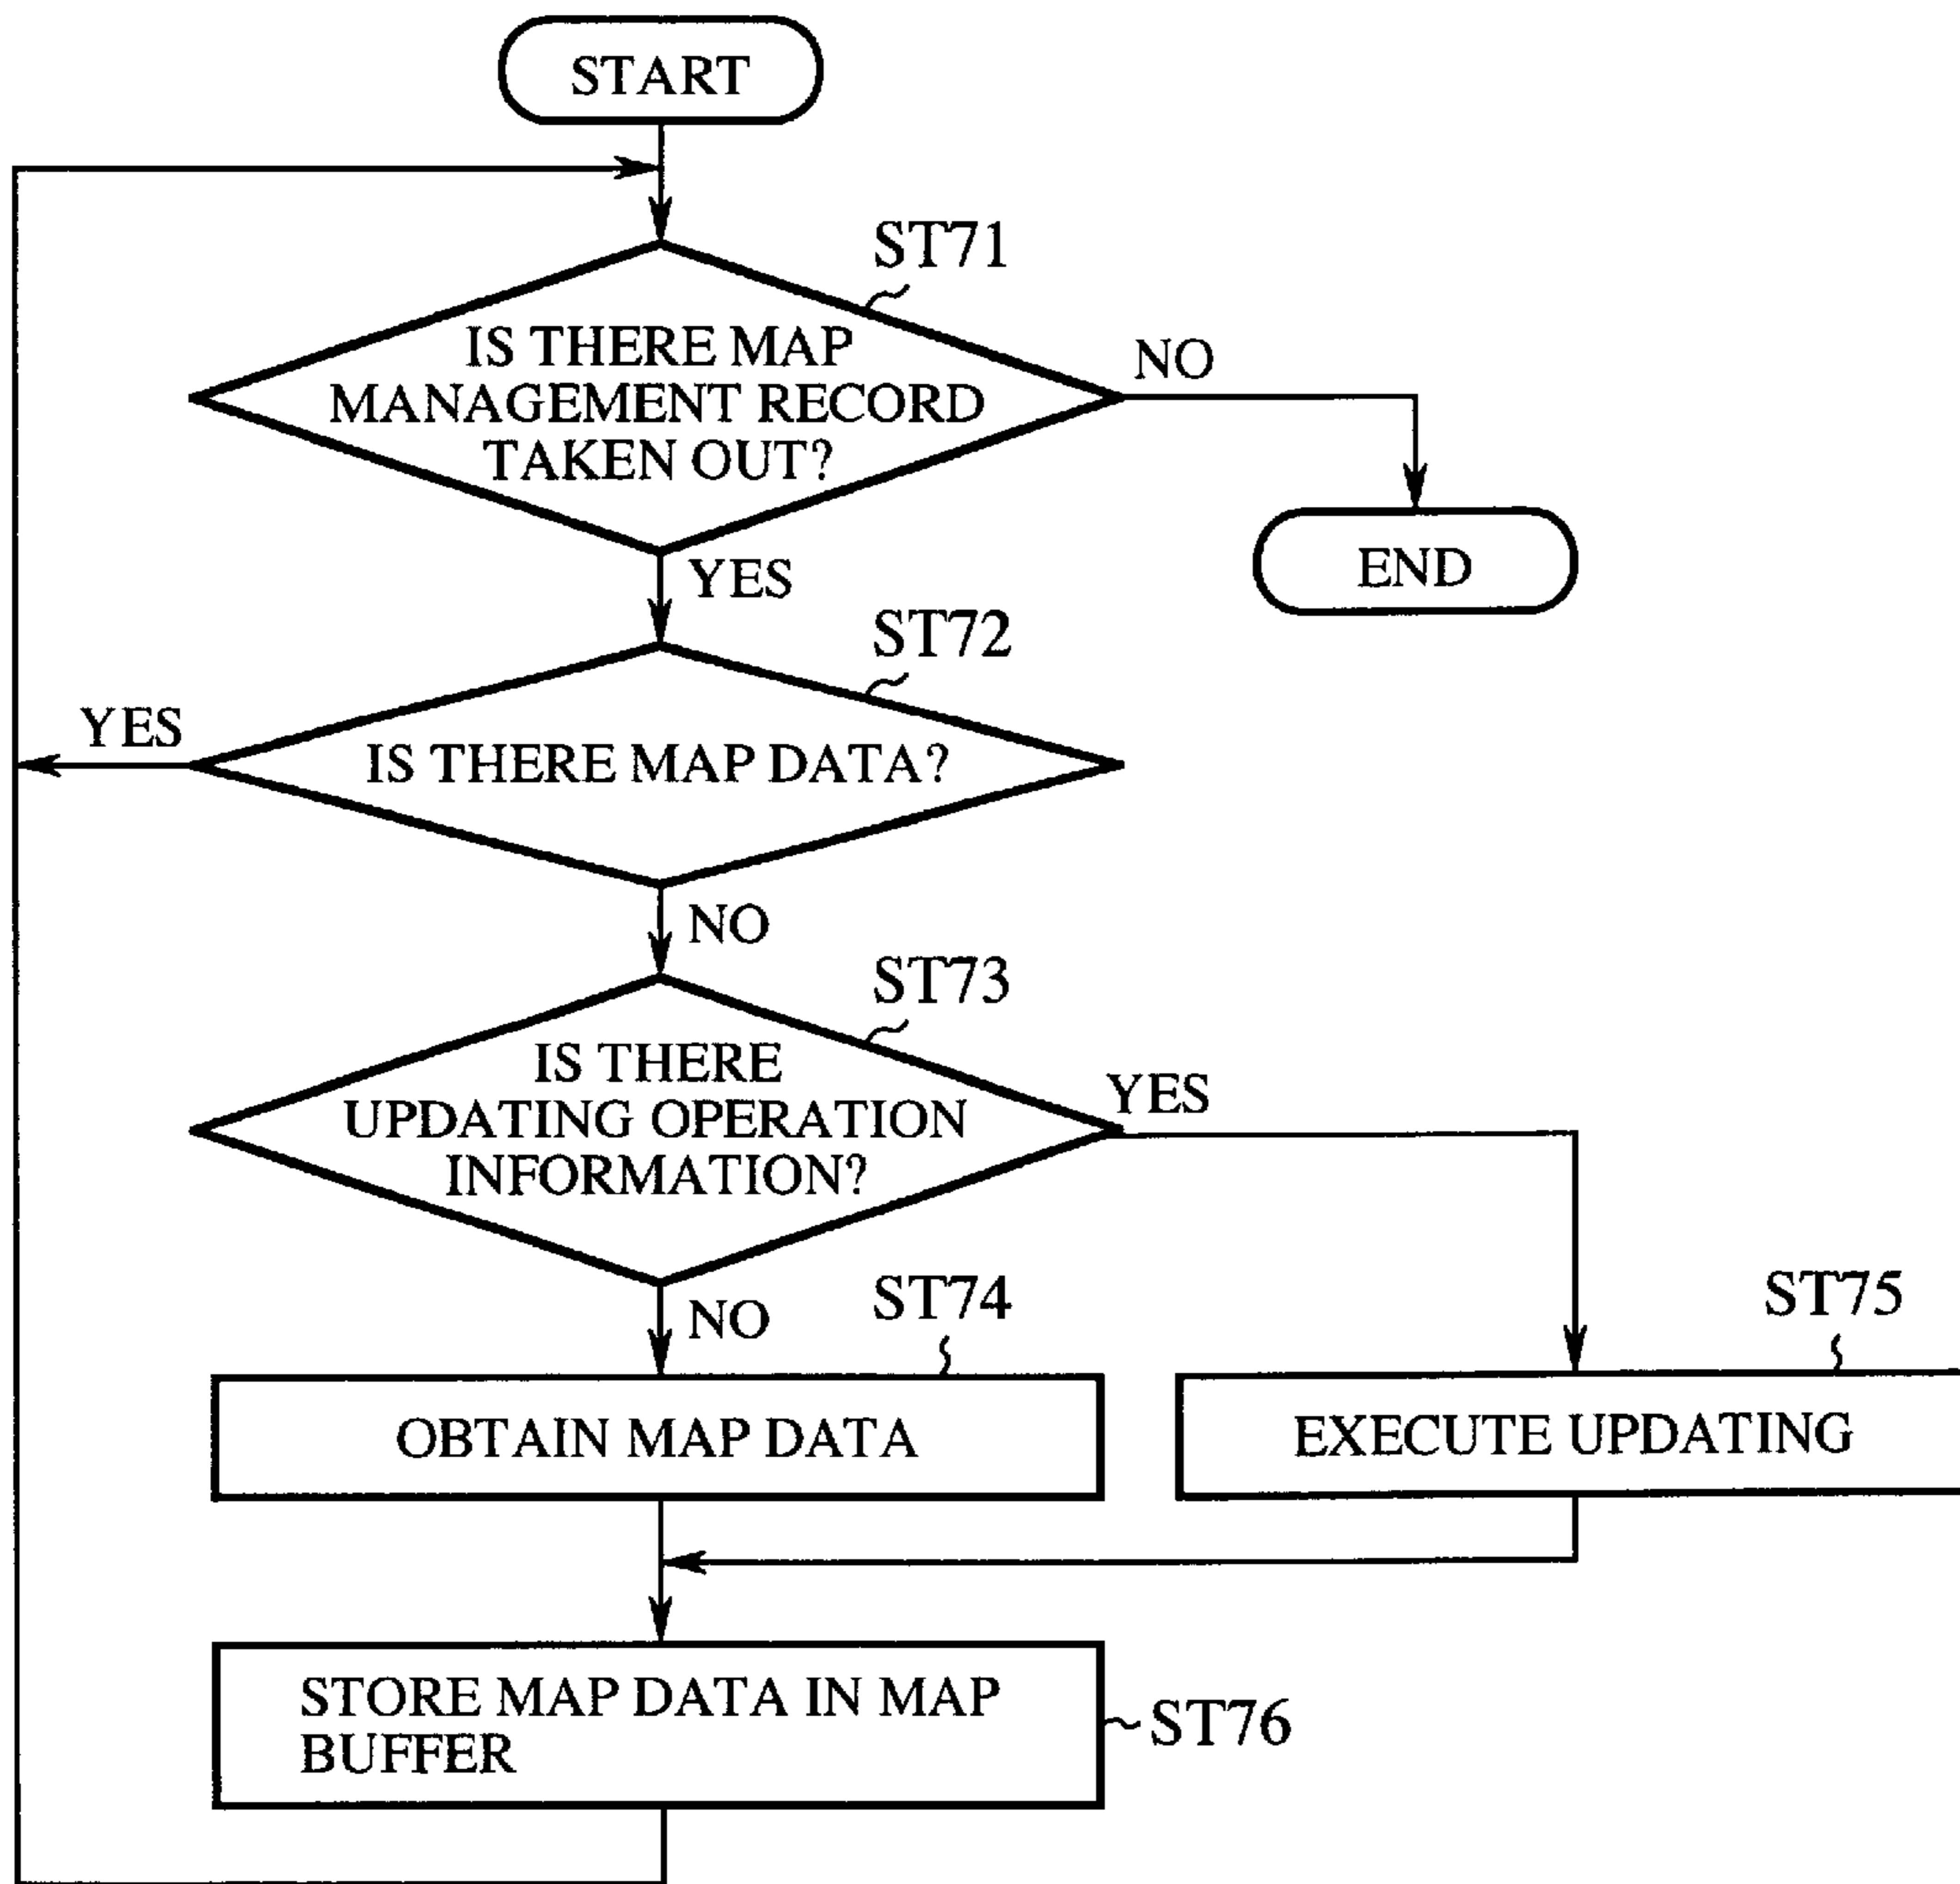 START
ST71
IS THERE MAP
MANAGEMENT RECORD
TAKEN OUT?
NO
END
YES
ST72
YES
IS THERE MAP DATA?
NO
ST73
IS THERE
UPDATING OPERATION
INFORMATION?
YES
NO
ST74
ST75
OBTAIN MAP DATA
EXECUTE UPDATING
STORE MAP DATA IN MAP
BUFFER
ST76